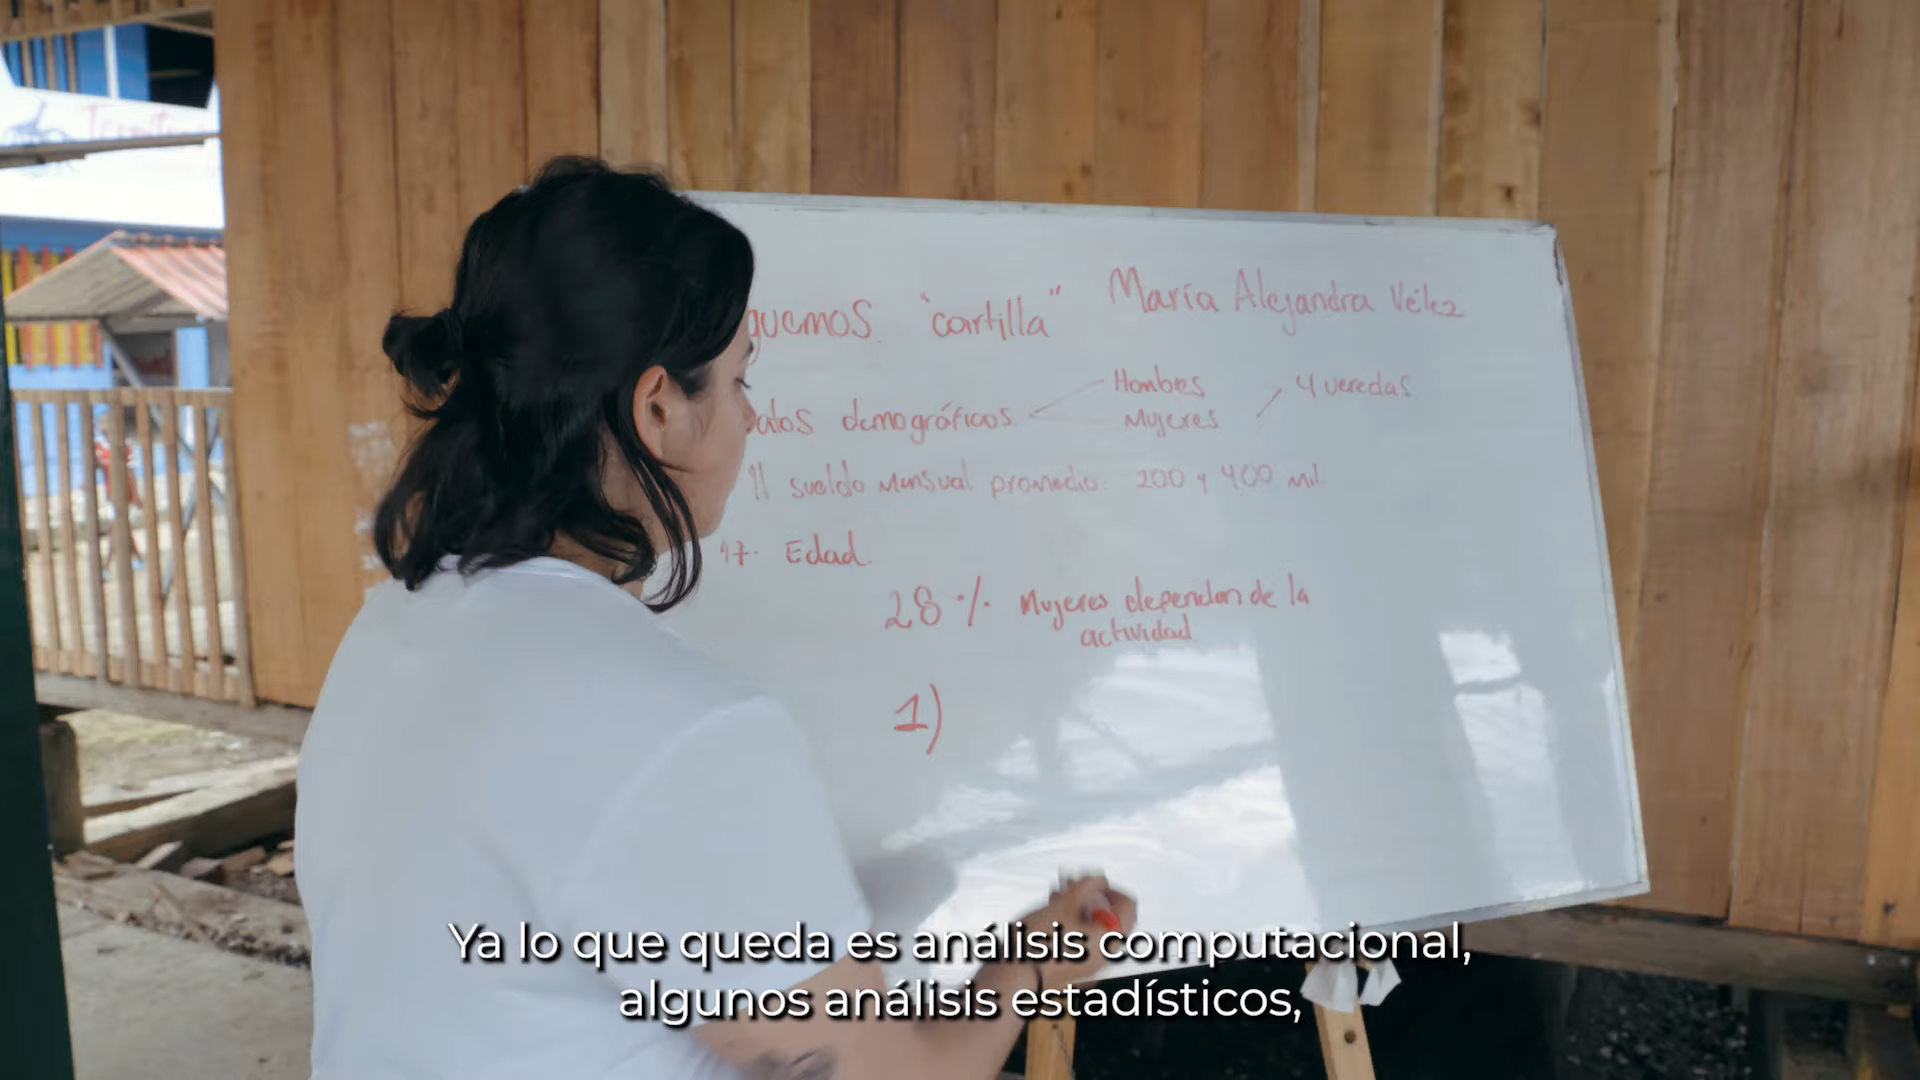 guemos. "cartilla" María Alejandra Vélez
Hombres
Mujeres
4 veredas
atos demográficos
sueldo mensual promedio: 200 y 400 mil
47. Edad.
28 % Mujeres dependen de la
actividad
1)
Ya lo que queda es análisis computacional,
algunos análisis estadísticos,